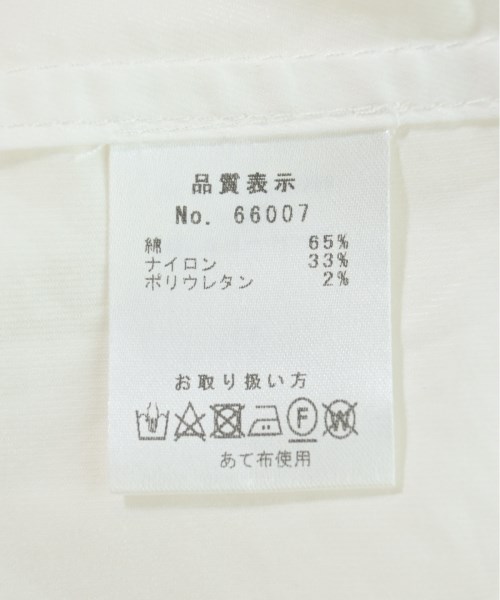 品質表示
No. 66007
綿 65%
ナイロン 33%
ポリウレタン 2%
お取り扱い方
F W
あて布使用